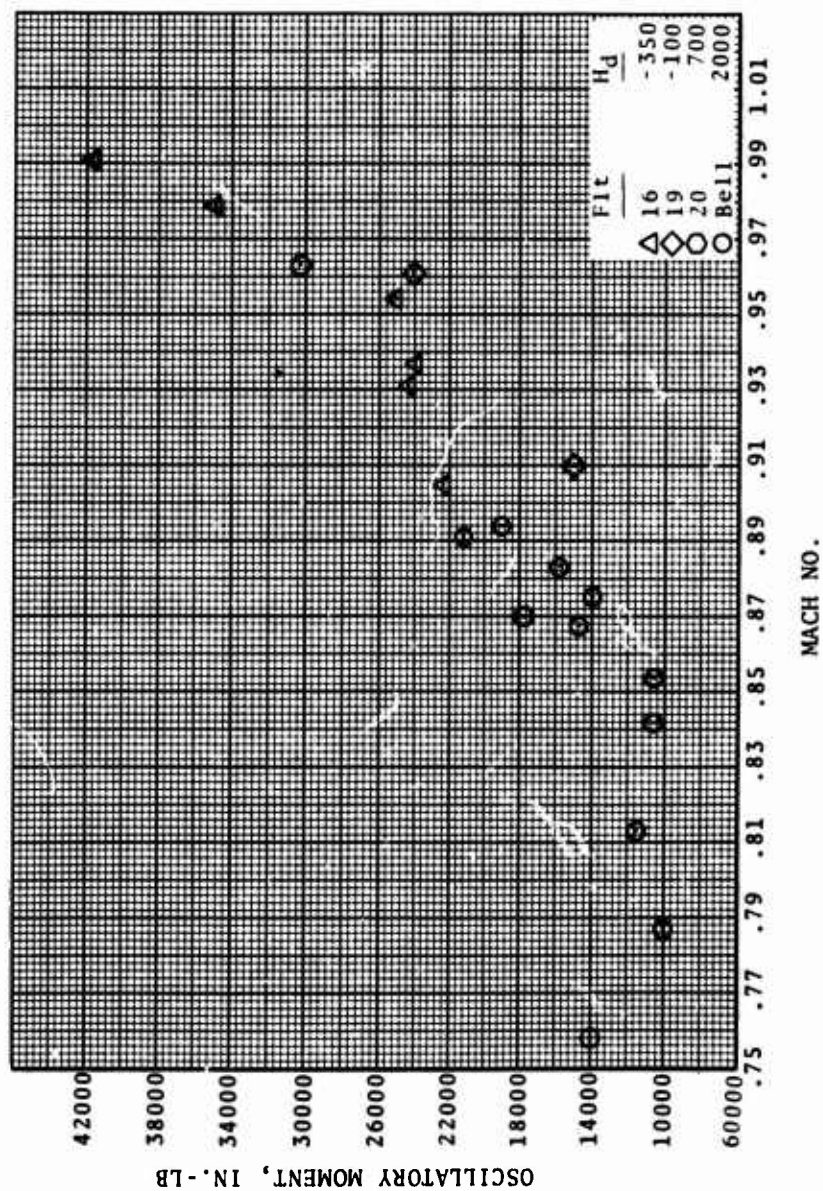 OSCILLATORY MOMENT, IN.-LB
42000
38000
34000
30000
26000
22000
18000
14000
10000
60000
.75 .77 .79 .81 .83 .85 .87 .89 .91 .93 .95 .97 .99 1.01
MACH NO.
Flt Hd
16 -350
19 -100
20 700
Bell 2000